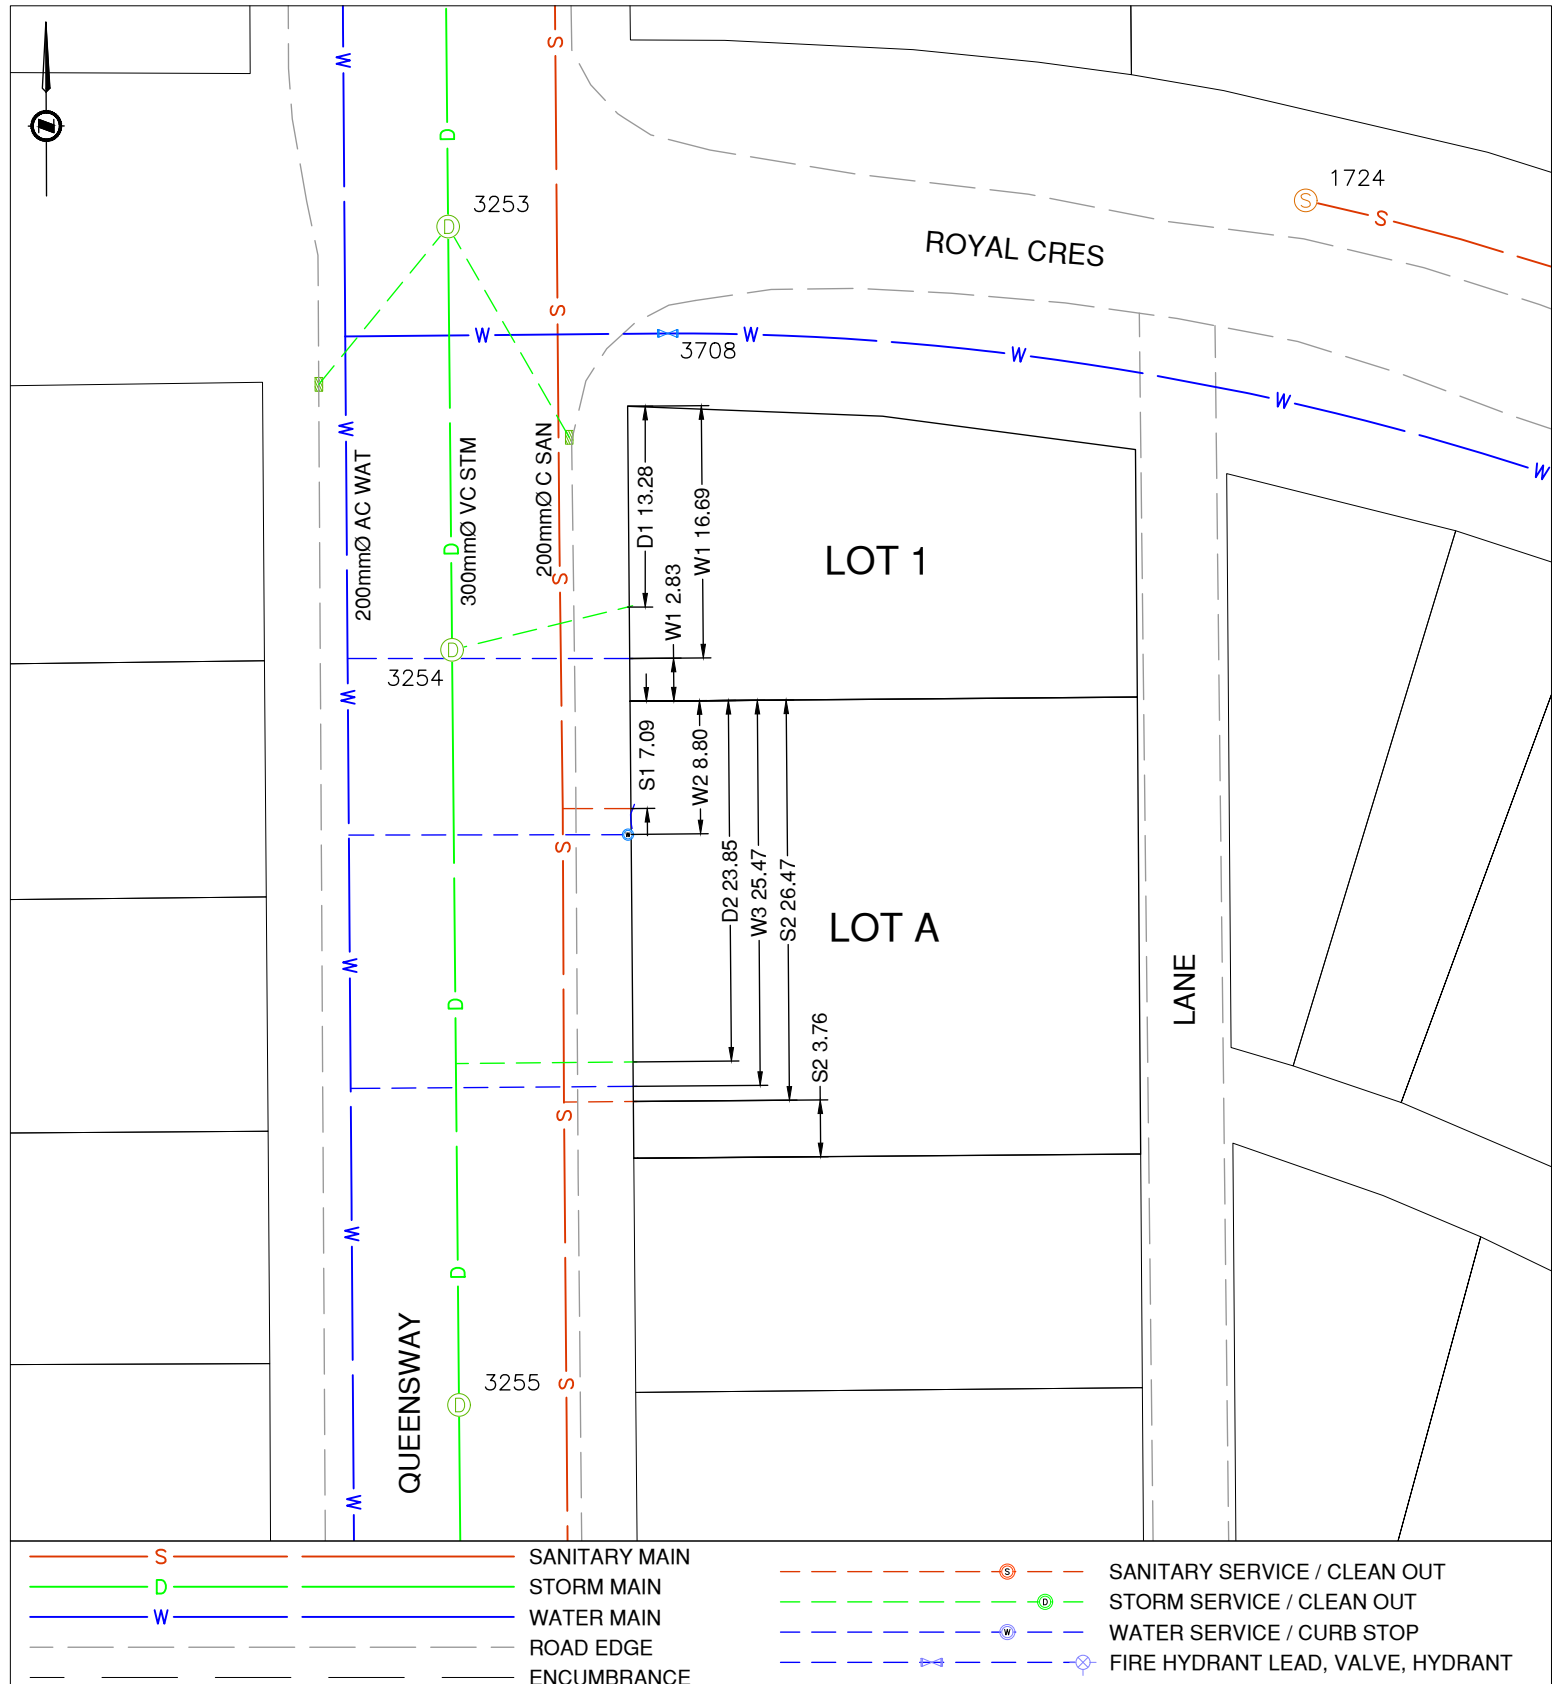 S
W
D
1724
3253
S
D
ROYAL CRES
S
W
W
3708
W
W
W
W
200mmØ AC WAT
300mmØ VC STM
200mmØ C SAN
D
S
D1 13.28
W1 16.69
W1 2.83
LOT 1
D
3254
W
S1 7.09
W2 8.80
S
D2 23.85
W3 25.47
S2 26.47
LOT A
W
LANE
D
S2 3.76
S
W
D
QUEENSWAY
3255
D
S
W
S SANITARY MAIN
D STORM MAIN
W WATER MAIN
ROAD EDGE
ENCUMBRANCE
S SANITARY SERVICE / CLEAN OUT
D STORM SERVICE / CLEAN OUT
W WATER SERVICE / CURB STOP
FIRE HYDRANT LEAD, VALVE, HYDRANT